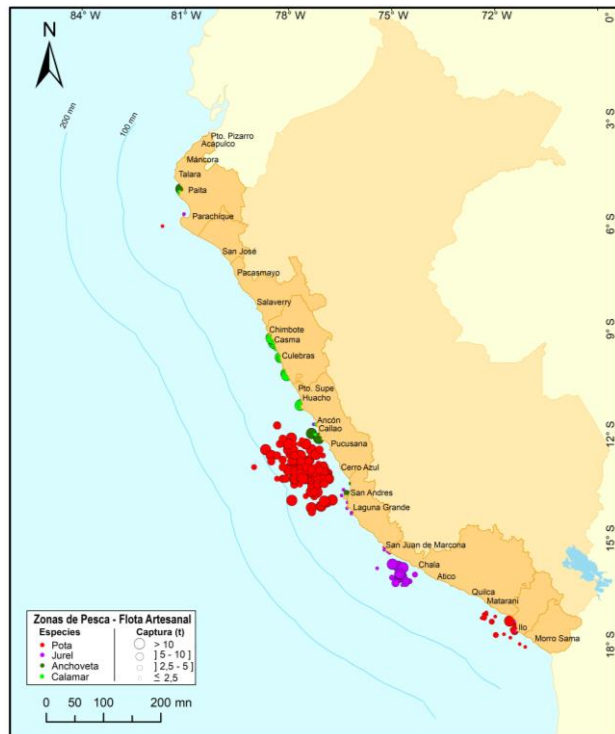 84° W 81° W 78° W 75° W 72° W
0°
N
3° S
200 mn
100 mn
Pto. Pizarro
Acapulco
Máncora
Talara
Paita
Parachique
6° S
San José
Pacasmayo
Salaverry
9° S
Chimbote
Casma
Culebras
Pto. Supe
Huacho
Ancón
Callao
12° S
Pucusana
Cerro Azul
San Andres
Laguna Grande
15° S
San Juan de Marcona
Chala
Atico
Quilca
Matarani
Ilo
Morro Sama
18° S
Zonas de Pesca - Flota Artesanal
Especies Captura (t)
Pota > 10
Jurel ] 5 - 10 ]
Anchoveta ] 2,5 - 5 ]
Calamar ≤ 2,5
0 50 100 200 mn